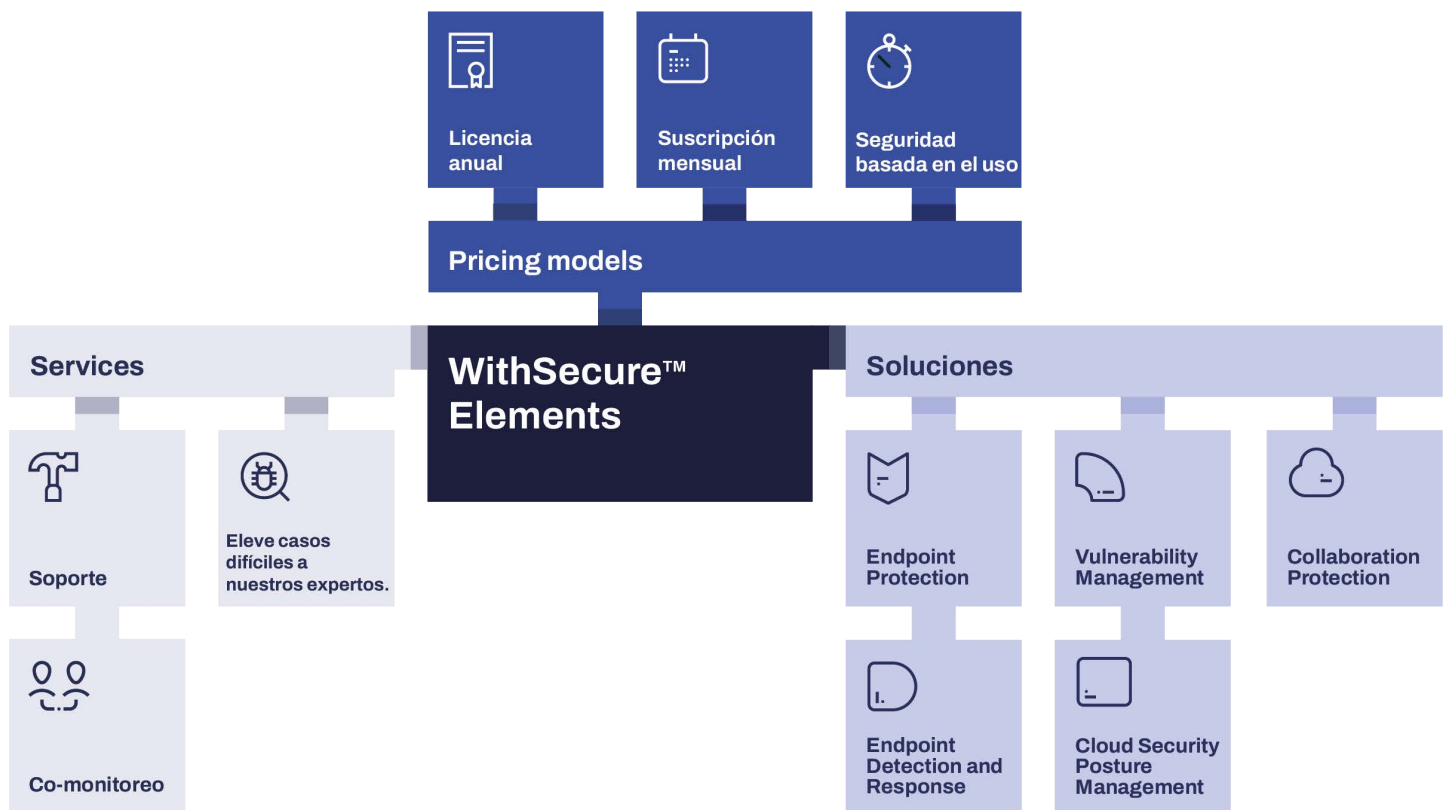 Licencia
anual
Suscripción
mensual
Seguridad
basada en el uso
Pricing models
Services
WithSecure™
Elements
Soluciones
Soporte
Eleve casos
difíciles a
nuestros expertos.
Co-monitoreo
Endpoint
Protection
Vulnerability
Management
Collaboration
Protection
Endpoint
Detection and
Response
Cloud Security
Posture
Management